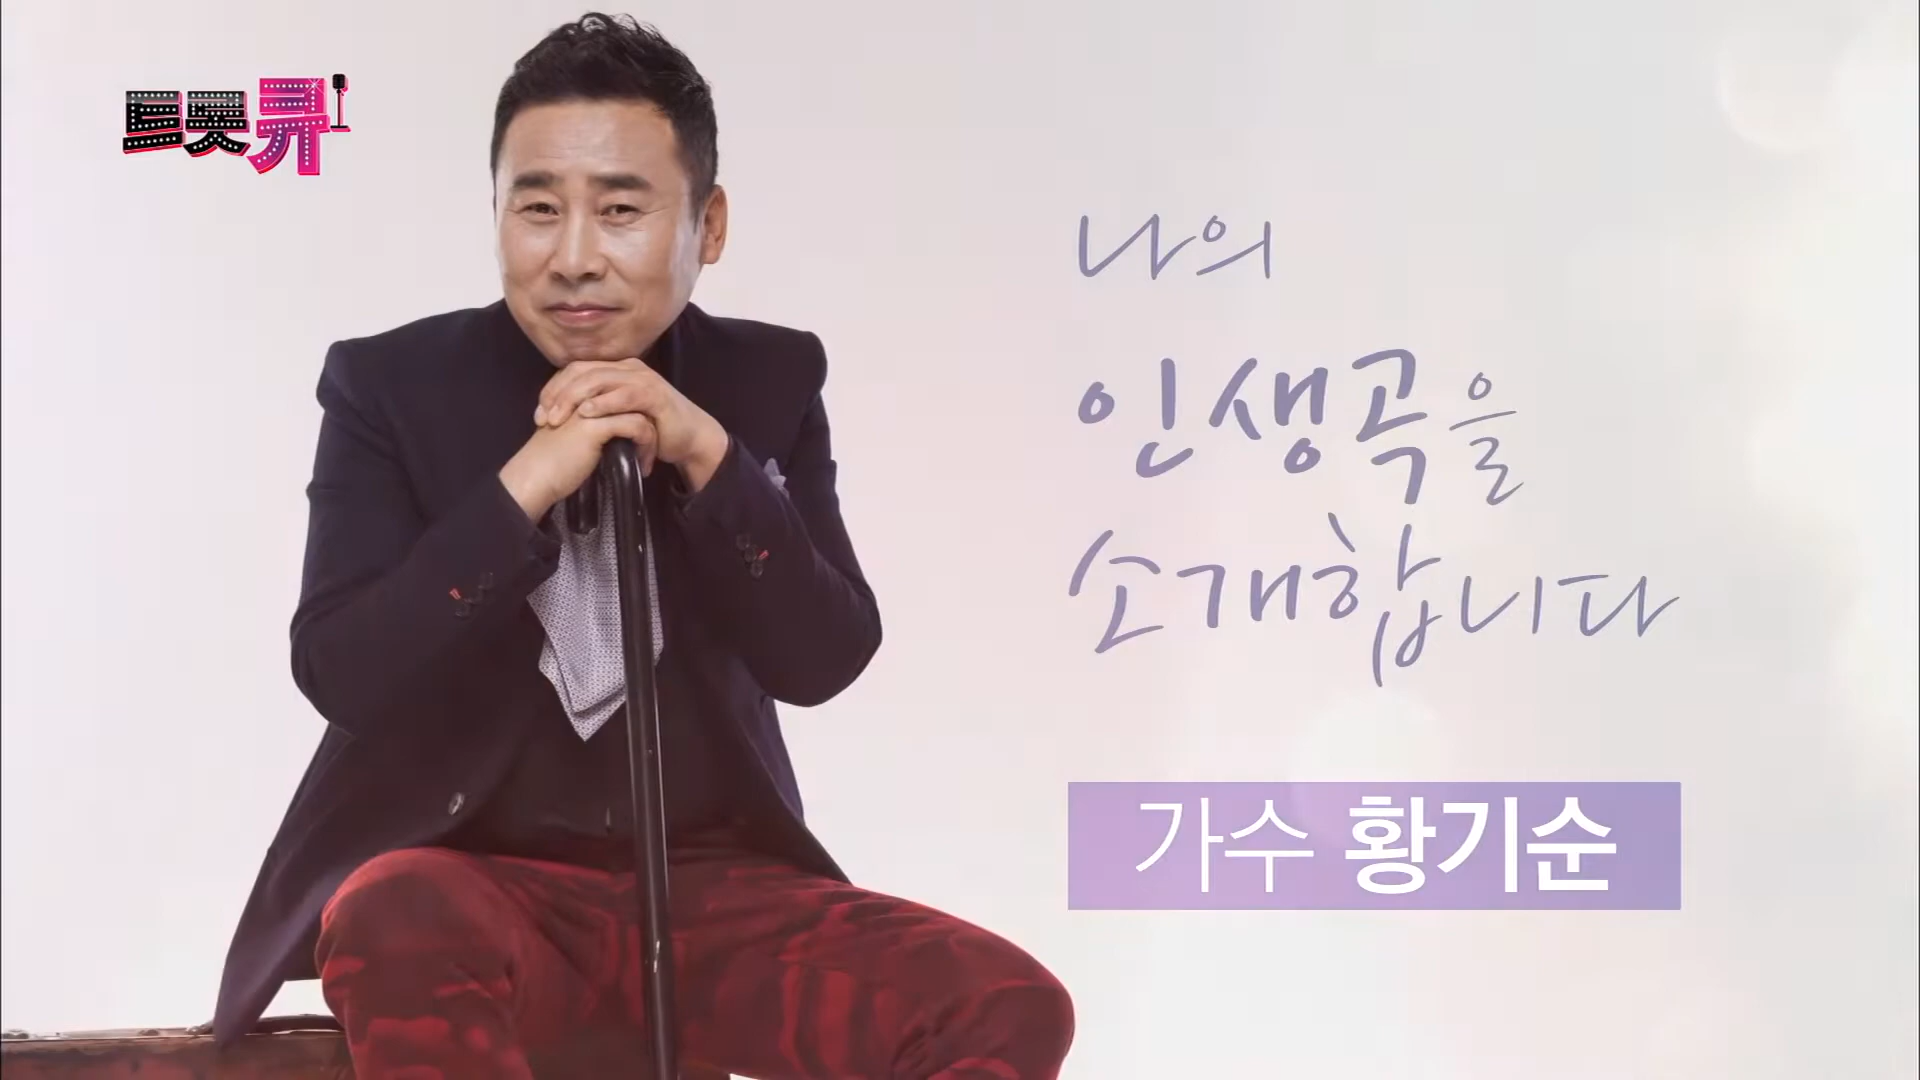 트롯큐
나의
인생곡을
소개합니다
가수 황기순